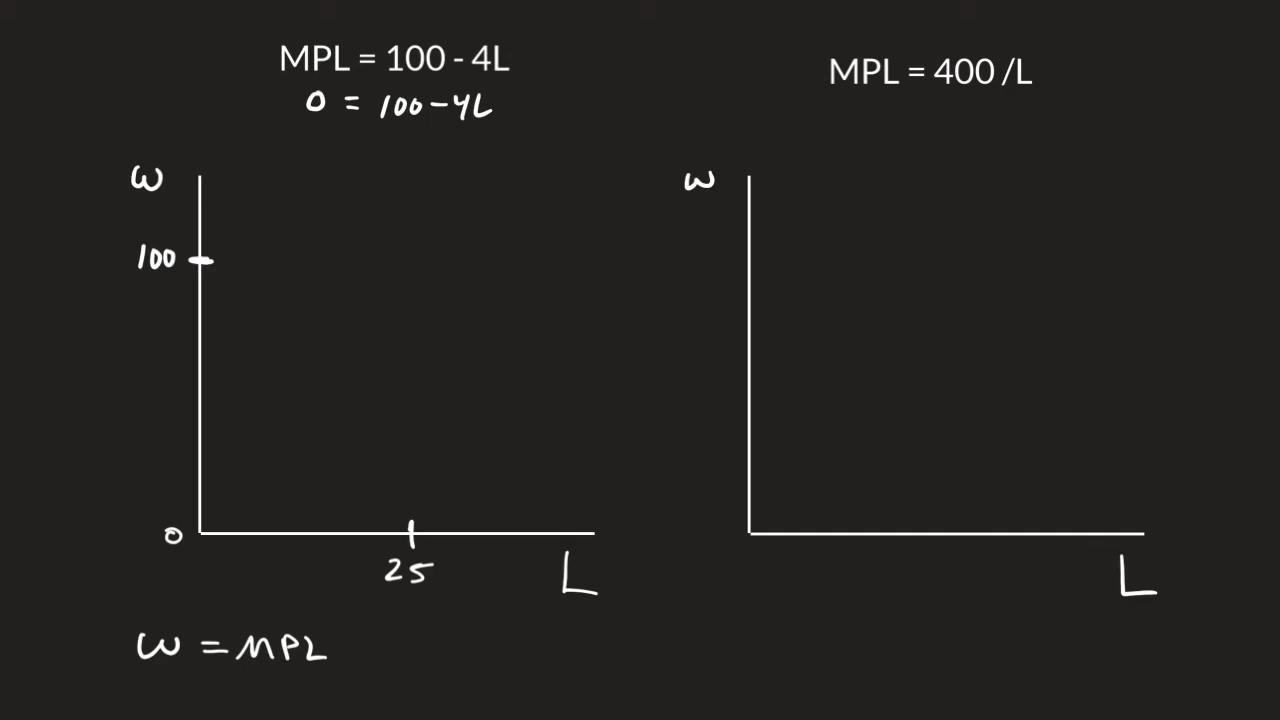 MPL = 100 - 4L
0 = 100 - 4L
w
100
0
25
L
w = MPL
MPL = 400 /L
w
L